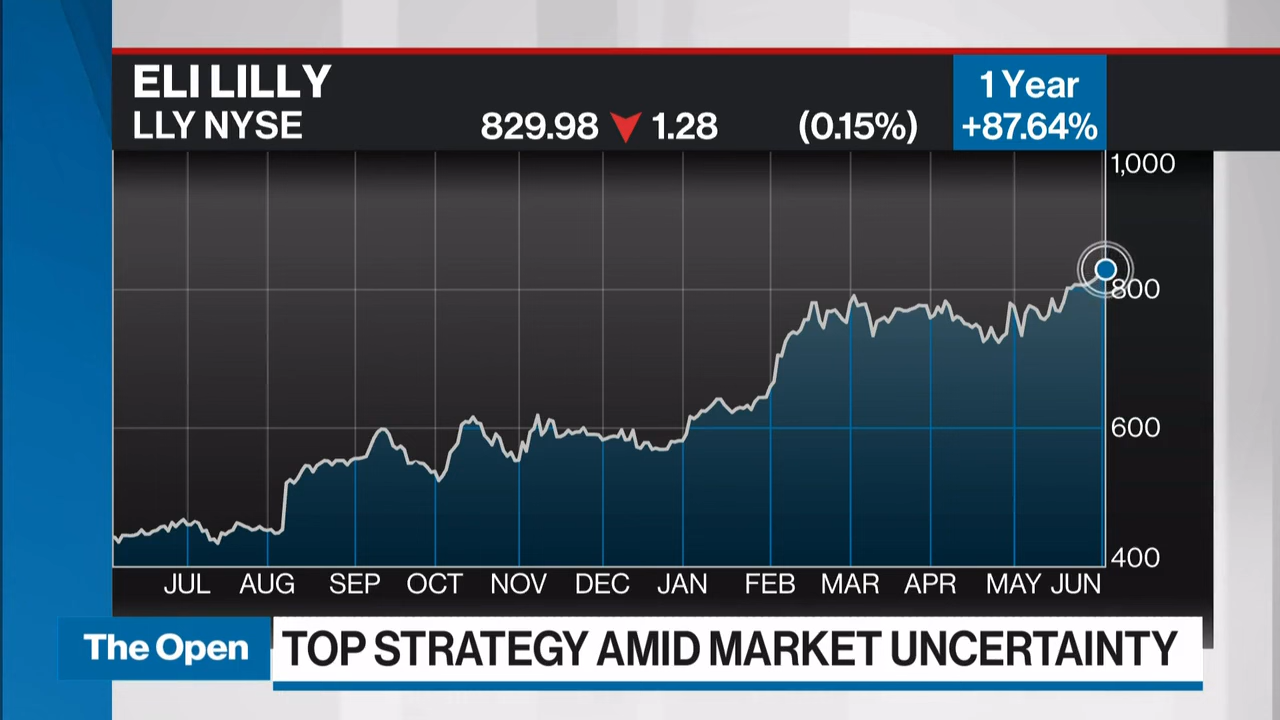 ELI LILLY
LLY NYSE 829.98 1.28 (0.15%)
1 Year
+87.64%
1,000
800
600
400
JUL AUG SEP OCT NOV DEC JAN FEB MAR APR MAY JUN
The Open
TOP STRATEGY AMID MARKET UNCERTAINTY